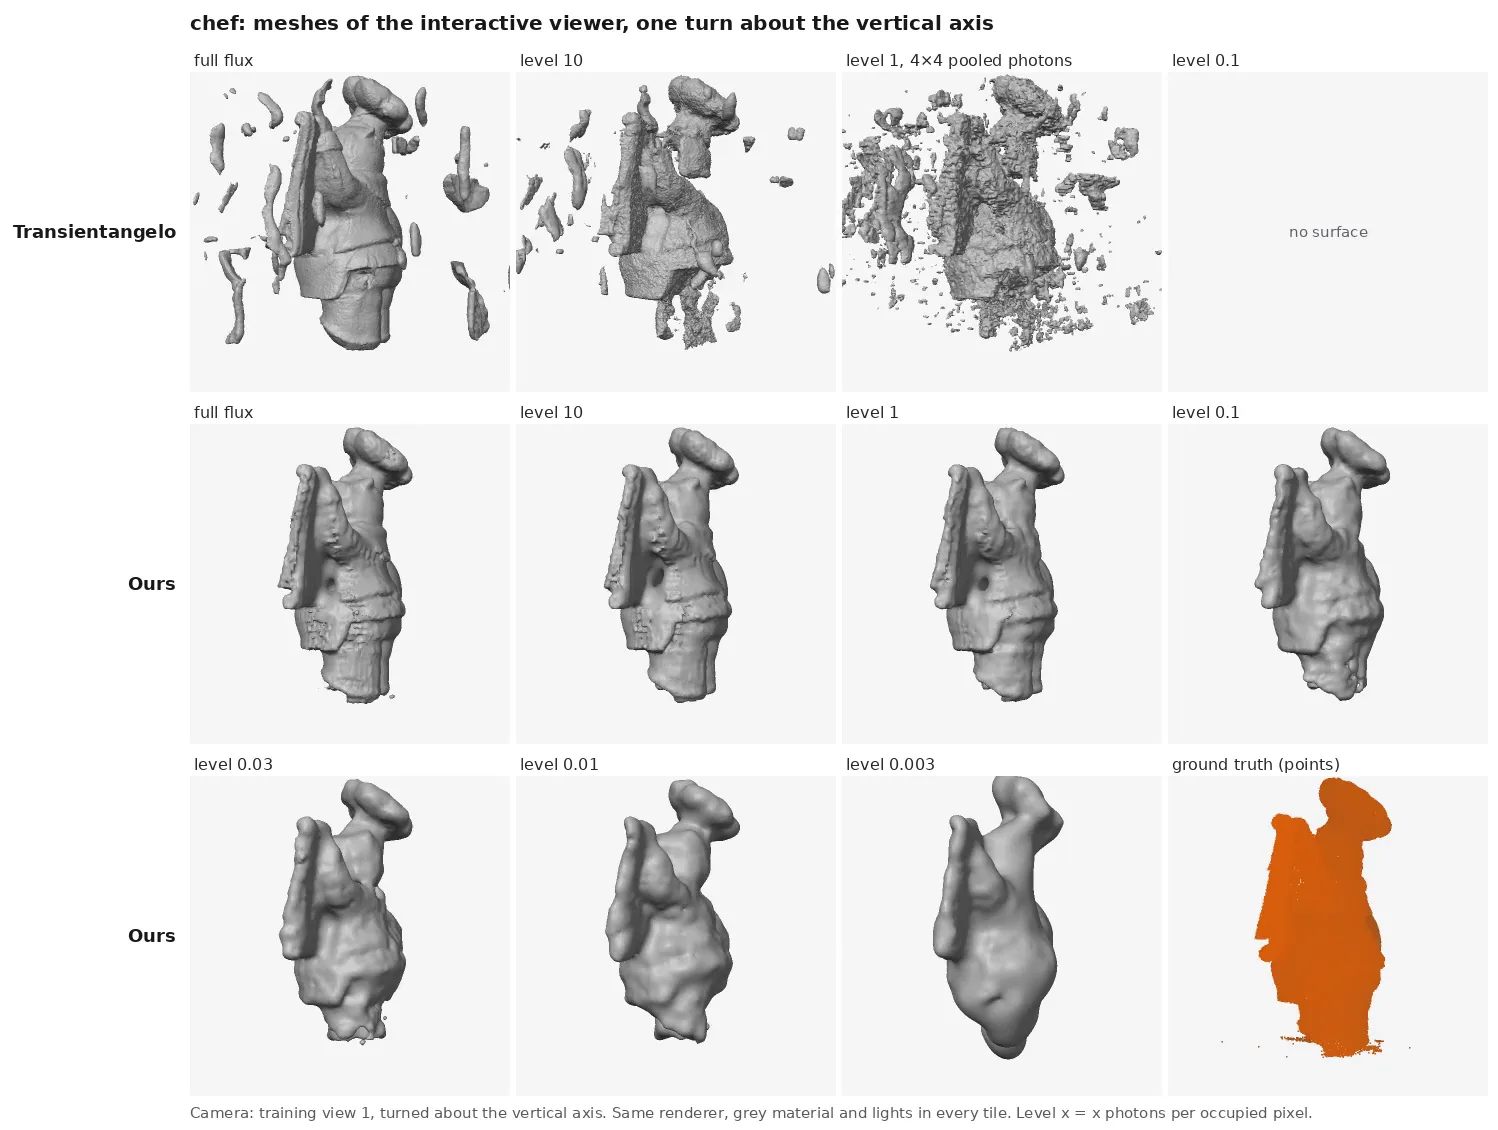 chef: meshes of the interactive viewer, one turn about the vertical axis
full flux
level 10
level 1, 4×4 pooled photons
level 0.1
Transientangelo
no surface
full flux
level 10
level 1
level 0.1
Ours
level 0.03
level 0.01
level 0.003
ground truth (points)
Ours
Camera: training view 1, turned about the vertical axis. Same renderer, grey material and lights in every tile. Level x = x photons per occupied pixel.